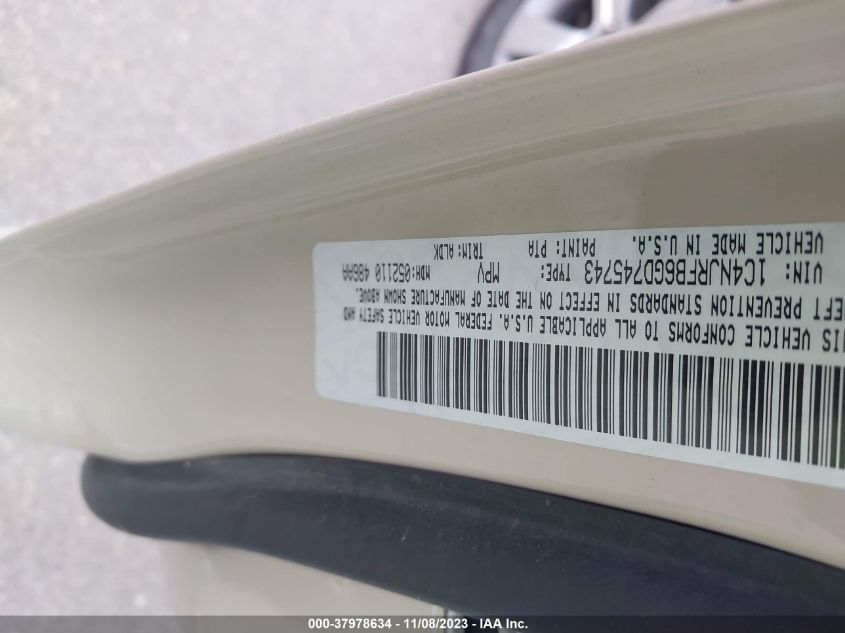 HIS VEHICLE CONFORMS TO ALL APPLICABLE U.S.A. FEDERAL MOTOR VEHICLE SAFETY AND
EFT PREVENTION STANDARDS IN EFFECT ON THE DATE OF MANUFACTURE SHOWN ABOVE.
VIN: 1C4NJRFB6GD745743 TYPE: MPV MDH: 052110 486AA
VEHICLE MADE IN U.S.A. PAINT: PTA TRIM: ALDK
000-37978634 - 11/08/2023 - IAA Inc.